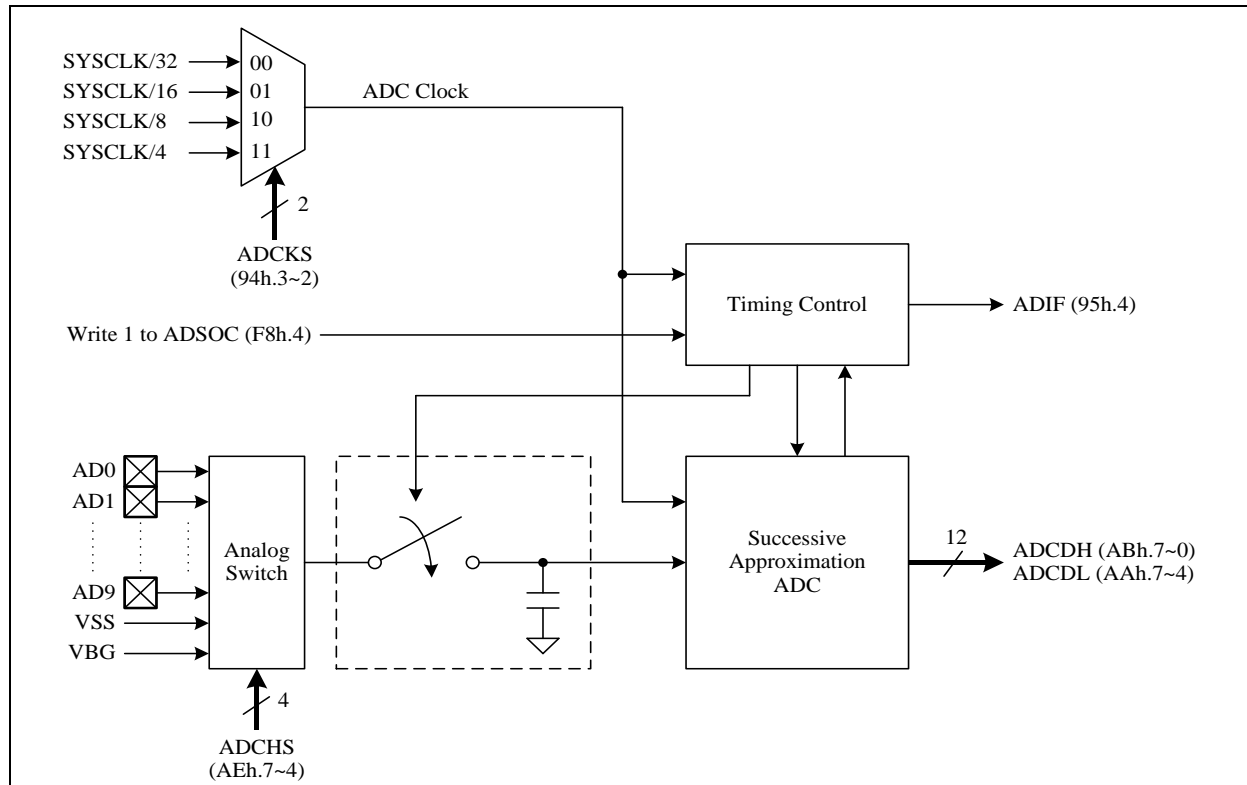 SYSCLK/32
00
SYSCLK/16
01
ADC Clock
SYSCLK/8
10
SYSCLK/4
11
2
ADCKS
(94h.3~2)
Timing Control
ADIF (95h.4)
Write 1 to ADSOC (F8h.4)
AD0
AD1
AD9
VSS
VBG
Analog
Switch
Successive
Approximation
ADC
12
ADCDH (ABh.7~0)
ADCDL (AAh.7~4)
4
ADCHS
(AEh.7~4)